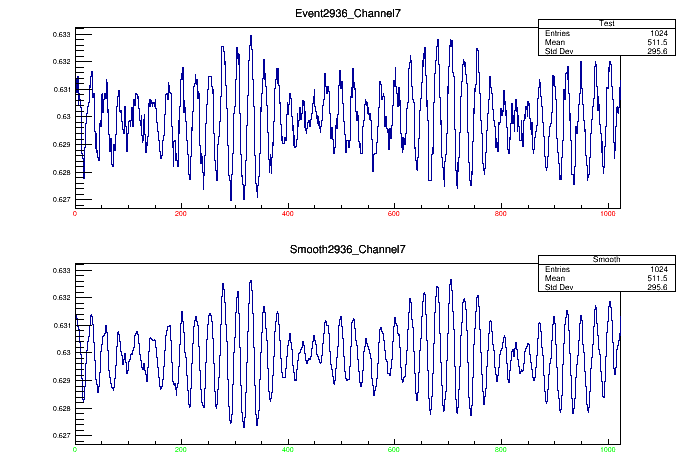 Event2936_Channel7
Test
Entries 1024
Mean 511.5
Std Dev 295.6
0.633
0.632
0.631
0.63
0.629
0.628
0.627
0 200 400 600 800 1000
Smooth2936_Channel7
Smooth
Entries 1024
Mean 511.5
Std Dev 295.6
0.633
0.632
0.631
0.63
0.629
0.628
0.627
0 200 400 600 800 1000